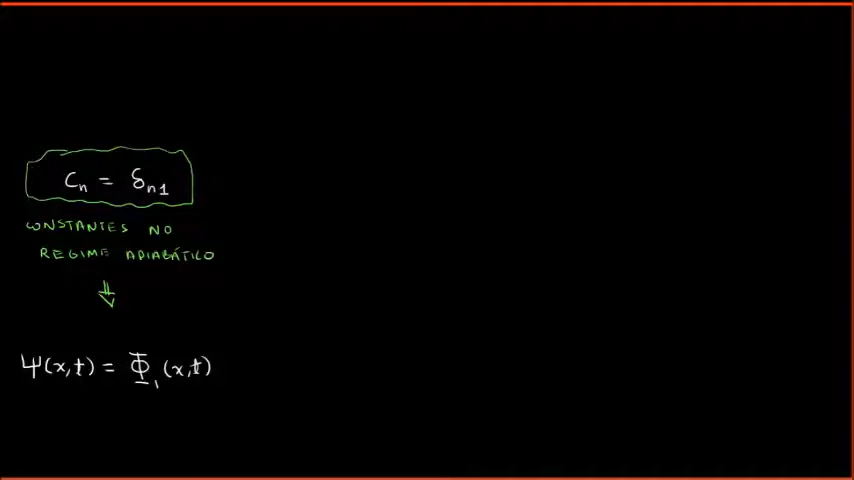 Cₙ = δₙ₁
CONSTANTES NO
REGIME ADIABÁTICO
⇓
Ψ(x,t) = Φ₁(x,t)